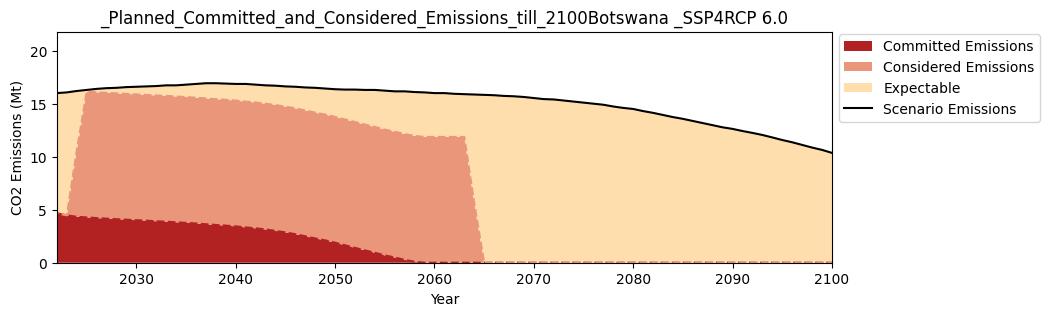 _Planned_Committed_and_Considered_Emissions_till_2100Botswana _SSP4RCP 6.0
CO2 Emissions (Mt)
20
15
10
5
0
2030 2040 2050 2060 2070 2080 2090 2100
Year
Committed Emissions
Considered Emissions
Expectable
Scenario Emissions